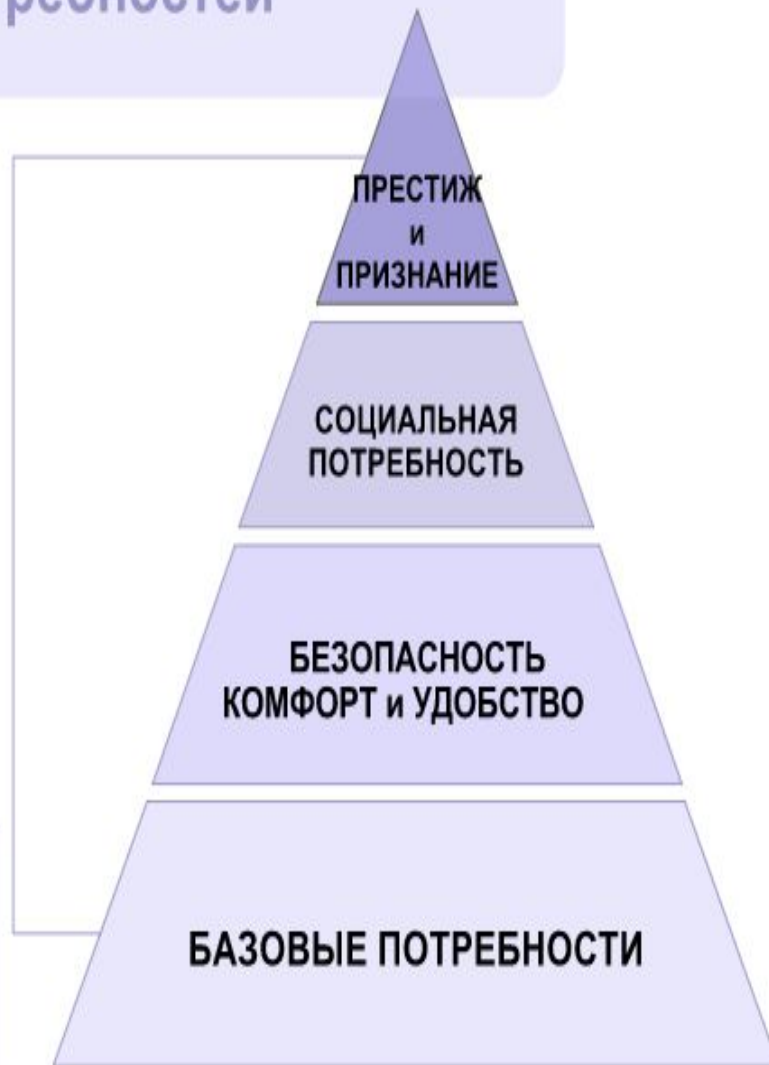 ПРЕСТИЖ
и
ПРИЗНАНИЕ
СОЦИАЛЬНАЯ
ПОТРЕБНОСТЬ
БЕЗОПАСНОСТЬ
КОМФОРТ и УДОБСТВО
БАЗОВЫЕ ПОТРЕБНОСТИ